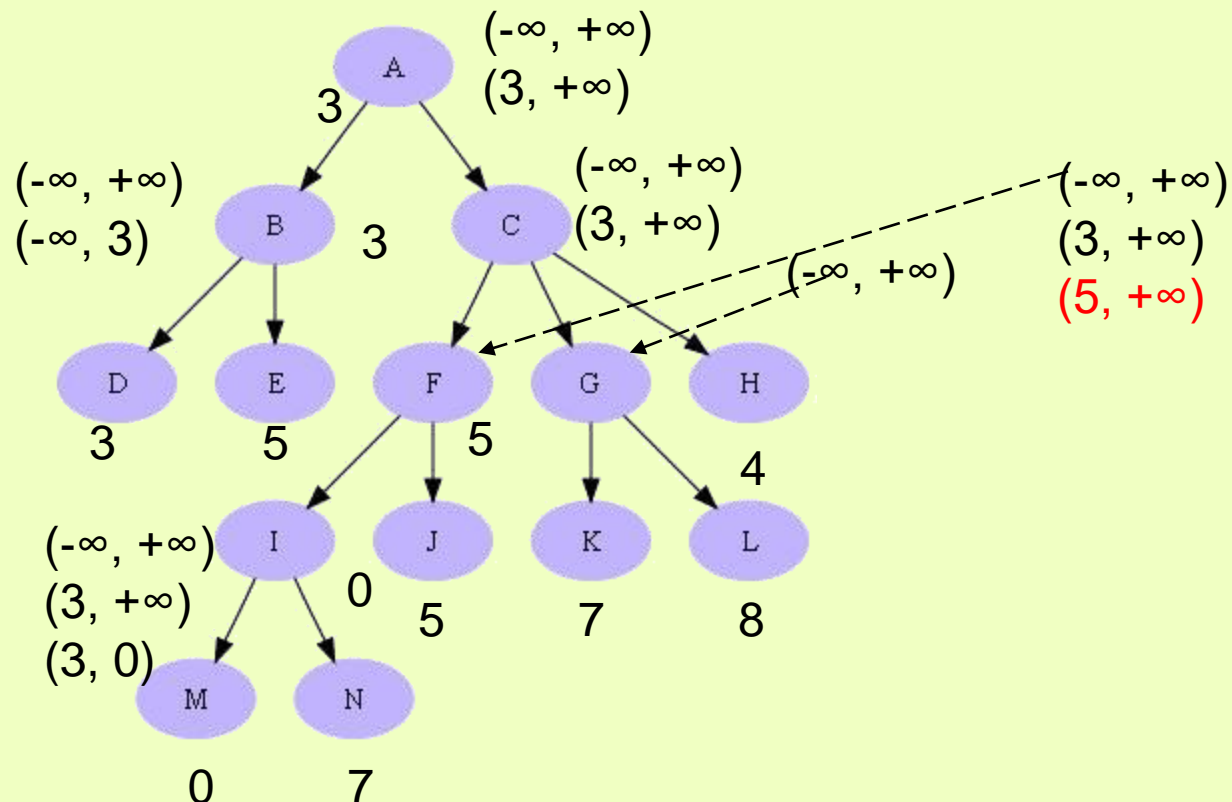 A
(-∞, +∞)
(3, +∞)
3
(-∞, +∞)
(-∞, 3)
B
3
C
(-∞, +∞)
(3, +∞)
(-∞, +∞)
(-∞, +∞)
(3, +∞)
(5, +∞)
D
E
F
G
H
3
5
5
4
(-∞, +∞)
(3, +∞)
(3, 0)
I
J
K
L
0
5
7
8
M
N
0
7